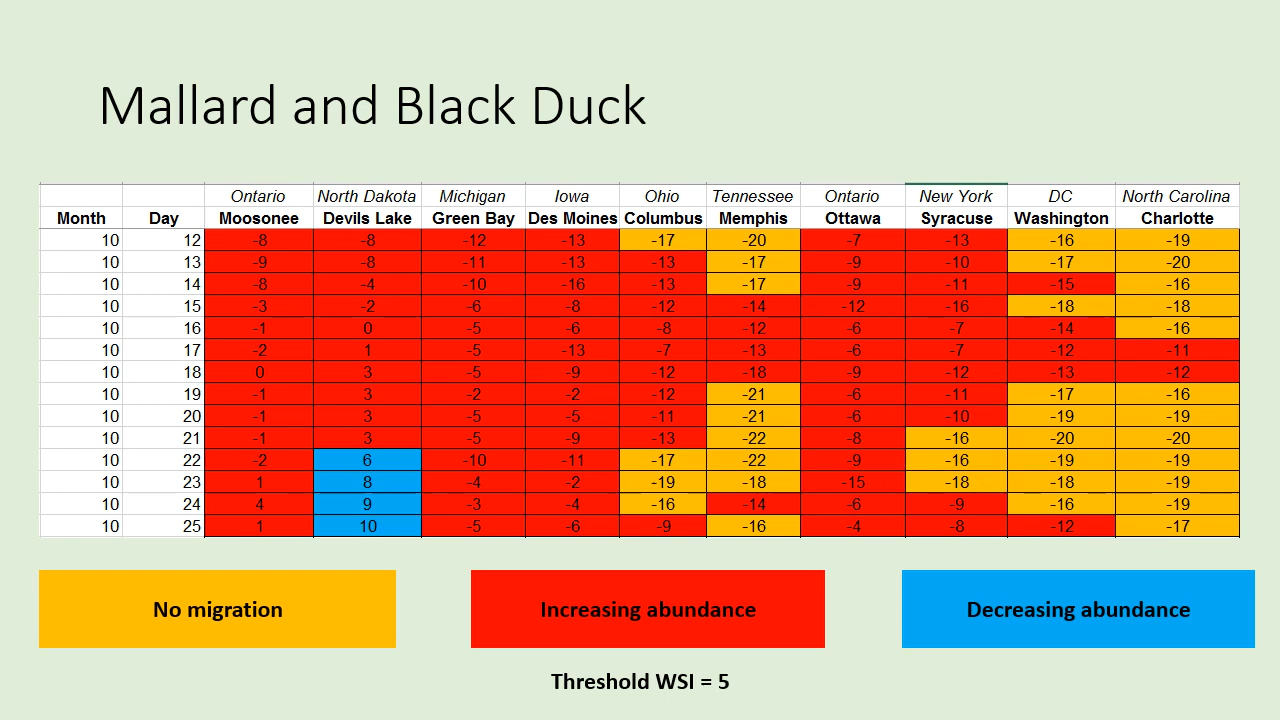 Mallard and Black Duck
Ontario North Dakota Michigan Iowa Ohio Tennessee Ontario New York DC North Carolina
Month Day Moosonee Devils Lake Green Bay Des Moines Columbus Memphis Ottawa Syracuse Washington Charlotte
10 12 -8 -8 -12 -13 -17 -20 -7 -13 -16 -19
10 13 -9 -8 -11 -13 -13 -17 -9 -10 -17 -20
10 14 -8 -4 -10 -16 -13 -17 -9 -11 -15 -16
10 15 -3 -2 -6 -8 -12 -14 -12 -16 -18 -18
10 16 -1 0 -5 -6 -8 -12 -6 -7 -14 -16
10 17 -2 1 -5 -13 -7 -13 -6 -7 -12 -11
10 18 0 3 -5 -9 -12 -18 -9 -12 -13 -12
10 19 -1 3 -2 -2 -12 -21 -6 -11 -17 -16
10 20 -1 3 -5 -5 -11 -21 -6 -10 -19 -19
10 21 -1 3 -5 -9 -13 -22 -8 -16 -20 -20
10 22 -2 6 -10 -11 -17 -22 -9 -16 -19 -19
10 23 1 8 -4 -2 -19 -18 -15 -18 -18 -19
10 24 4 9 -3 -4 -16 -14 -6 -9 -16 -19
10 25 1 10 -5 -6 -9 -16 -4 -8 -12 -17
No migration
Increasing abundance
Decreasing abundance
Threshold WSI = 5